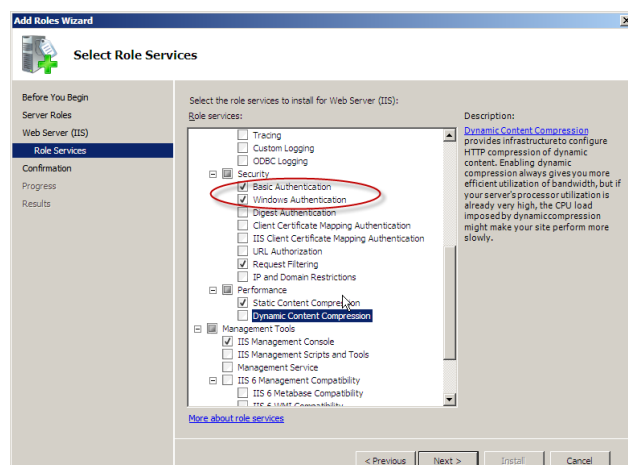 Add Roles Wizard
Select Role Services
Before You Begin
Server Roles
Web Server (IIS)
Role Services
Confirmation
Progress
Results
Select the role services to install for Web Server (IIS):
Role services:
Tracing
Custom Logging
ODBC Logging
Security
Basic Authentication
Windows Authentication
Digest Authentication
Client Certificate Mapping Authentication
IIS Client Certificate Mapping Authentication
URL Authorization
Request Filtering
IP and Domain Restrictions
Performance
Static Content Compression
Dynamic Content Compression
Management Tools
IIS Management Console
IIS Management Scripts and Tools
Management Service
IIS 6 Management Compatibility
IIS 6 Metabase Compatibility
IIS 6 WMI Compatibility
More about role services
Description:
Dynamic Content Compression
provides infrastructure to configure
HTTP compression of dynamic
content. Enabling dynamic
compression always gives you more
efficient utilization of bandwidth, but if
your server's processor utilization is
already very high, the CPU load
imposed by dynamic compression
might make your site perform more
slowly.
< Previous
Next >
Install
Cancel